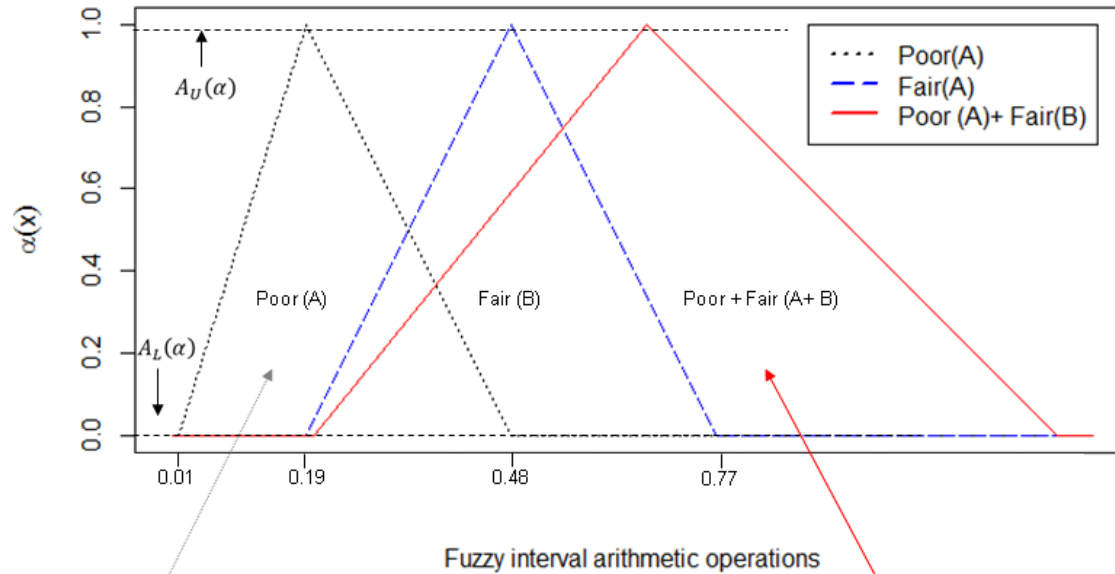 1.0
0.8
0.6
0.4
0.2
0.0
α(x)
A_U(α)
A_L(α)
Poor(A)
Fair(A)
Poor (A)+ Fair(B)
Poor (A)
Fair (B)
Poor + Fair (A+ B)
0.01 0.19 0.48 0.77
Fuzzy interval arithmetic operations